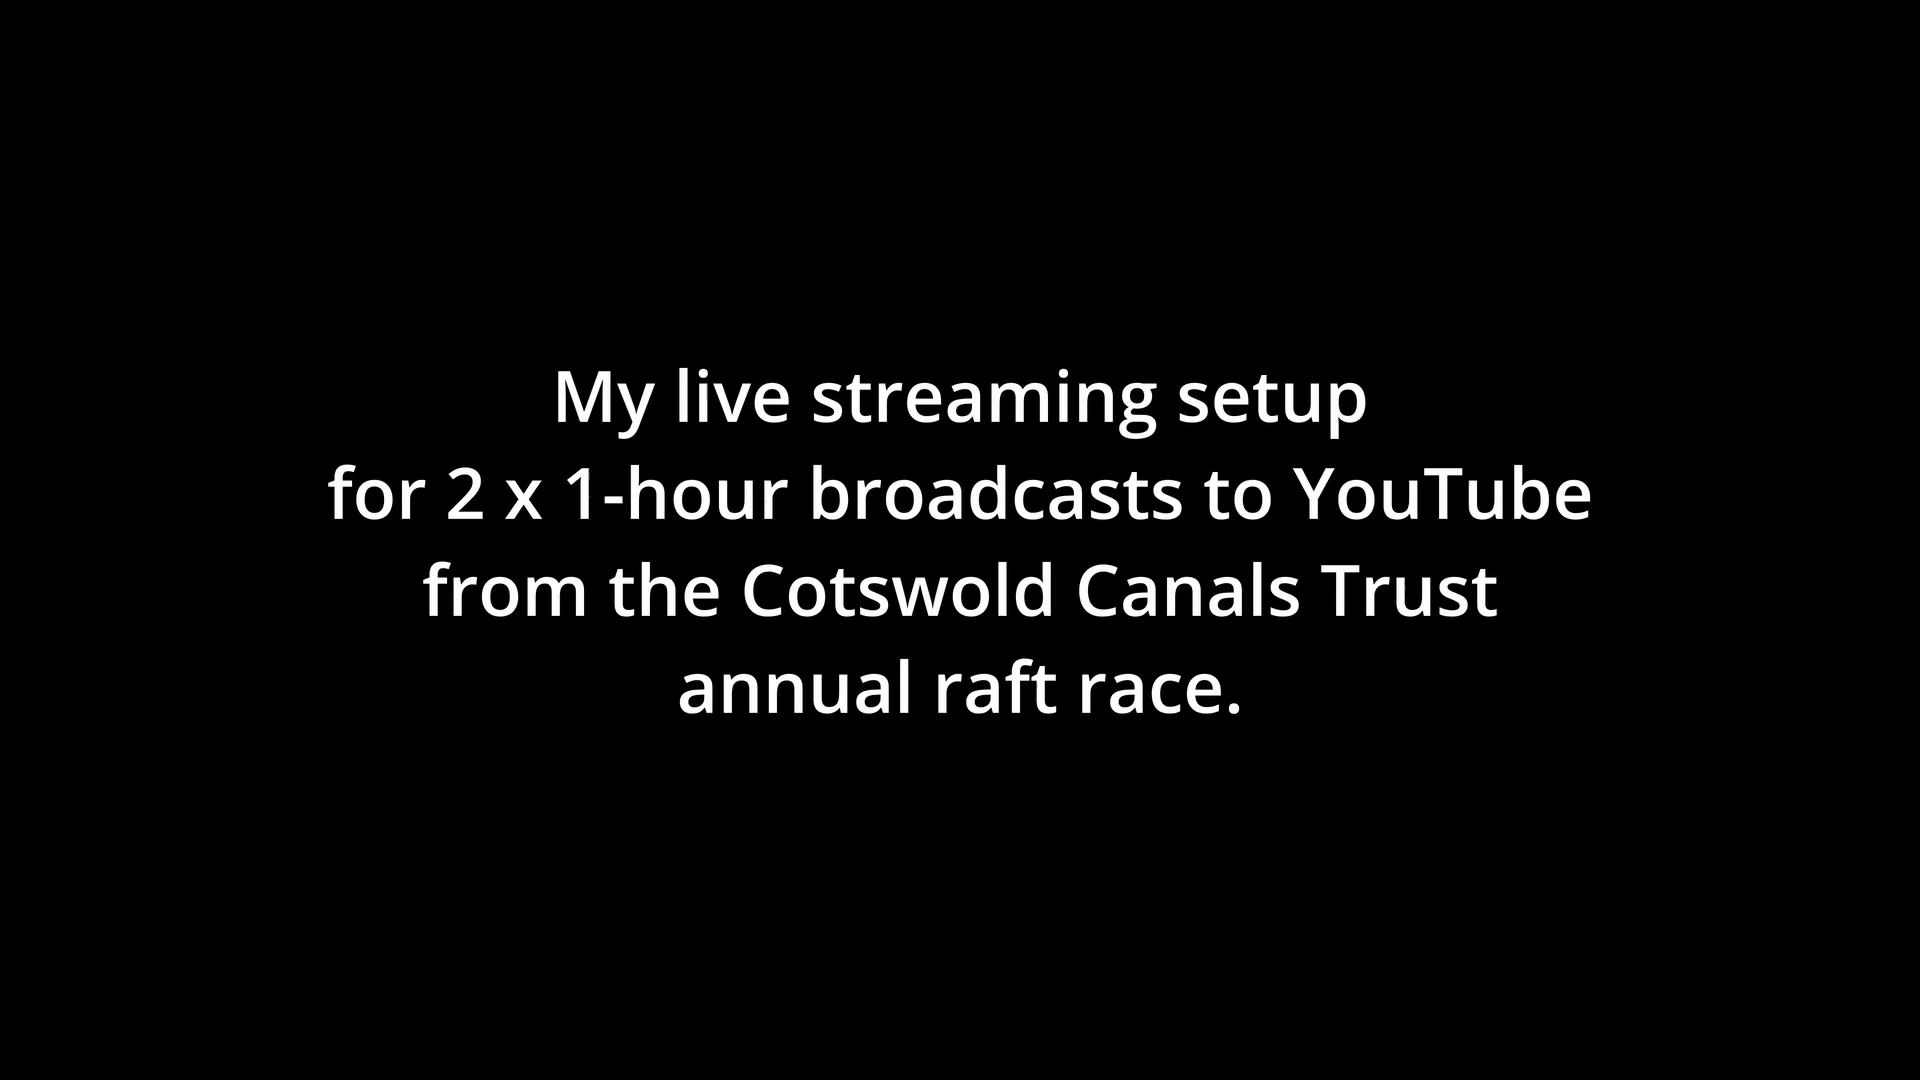 My live streaming setup
for 2 x 1-hour broadcasts to YouTube
from the Cotswold Canals Trust
annual raft race.